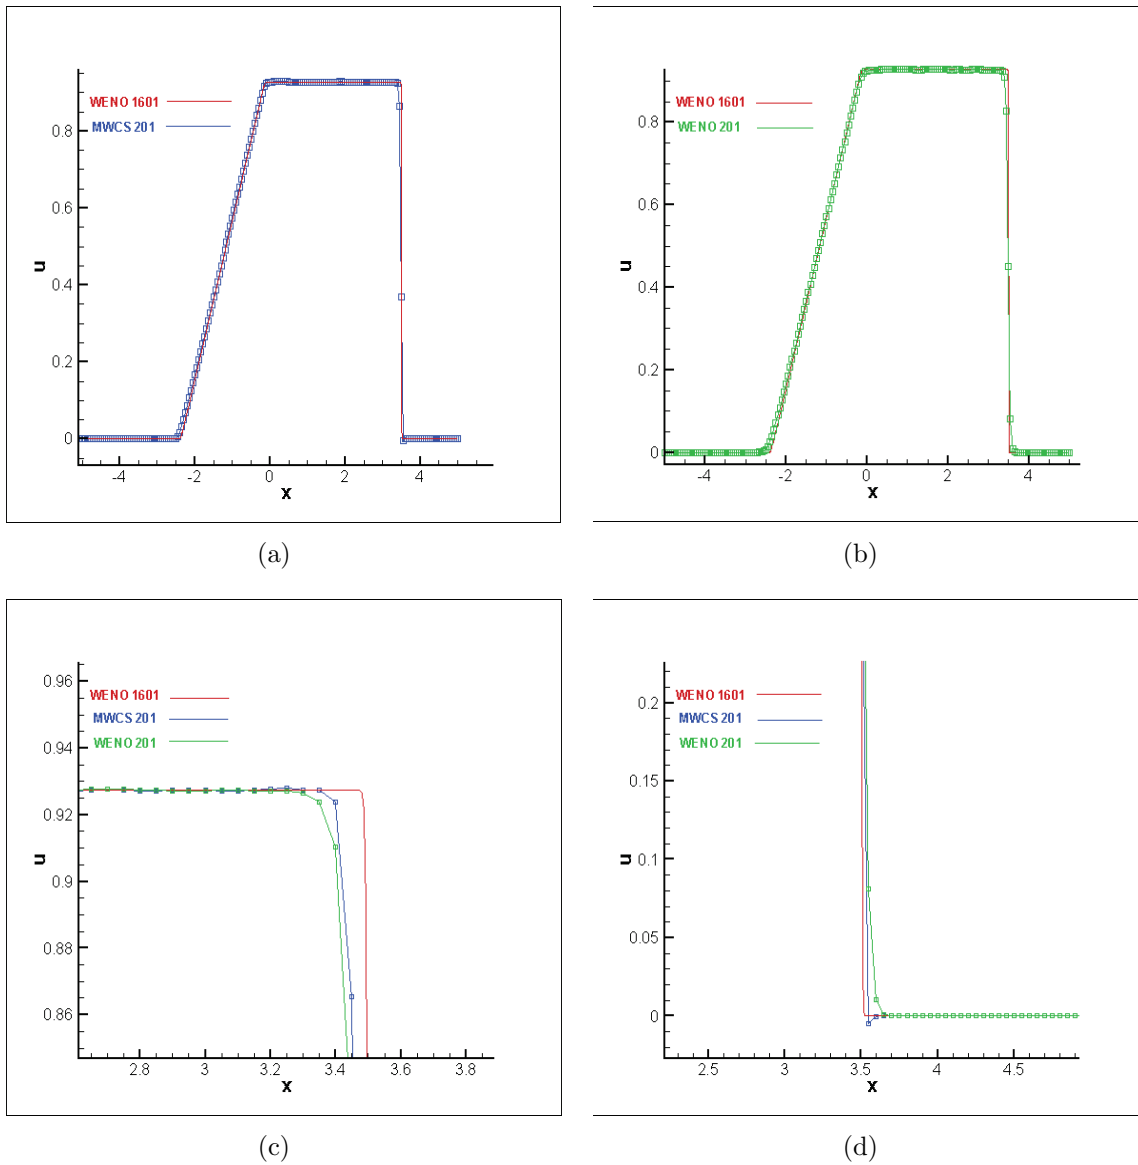 WENO 1601
MWCS 201
0.8
0.6
0.4
0.2
0
u
-4
-2
0
2
4
x
(a)
WENO 1601
WENO 201
0.8
0.6
0.4
0.2
0
u
-4
-2
0
2
4
x
(b)
0.96
WENO 1601
MWCS 201
WENO 201
0.94
0.92
0.9
0.88
0.86
u
2.8
3
3.2
3.4
3.6
3.8
x
(c)
WENO 1601
0.2
MWCS 201
WENO 201
0.15
0.1
0.05
0
u
2.5
3
3.5
4
4.5
x
(d)